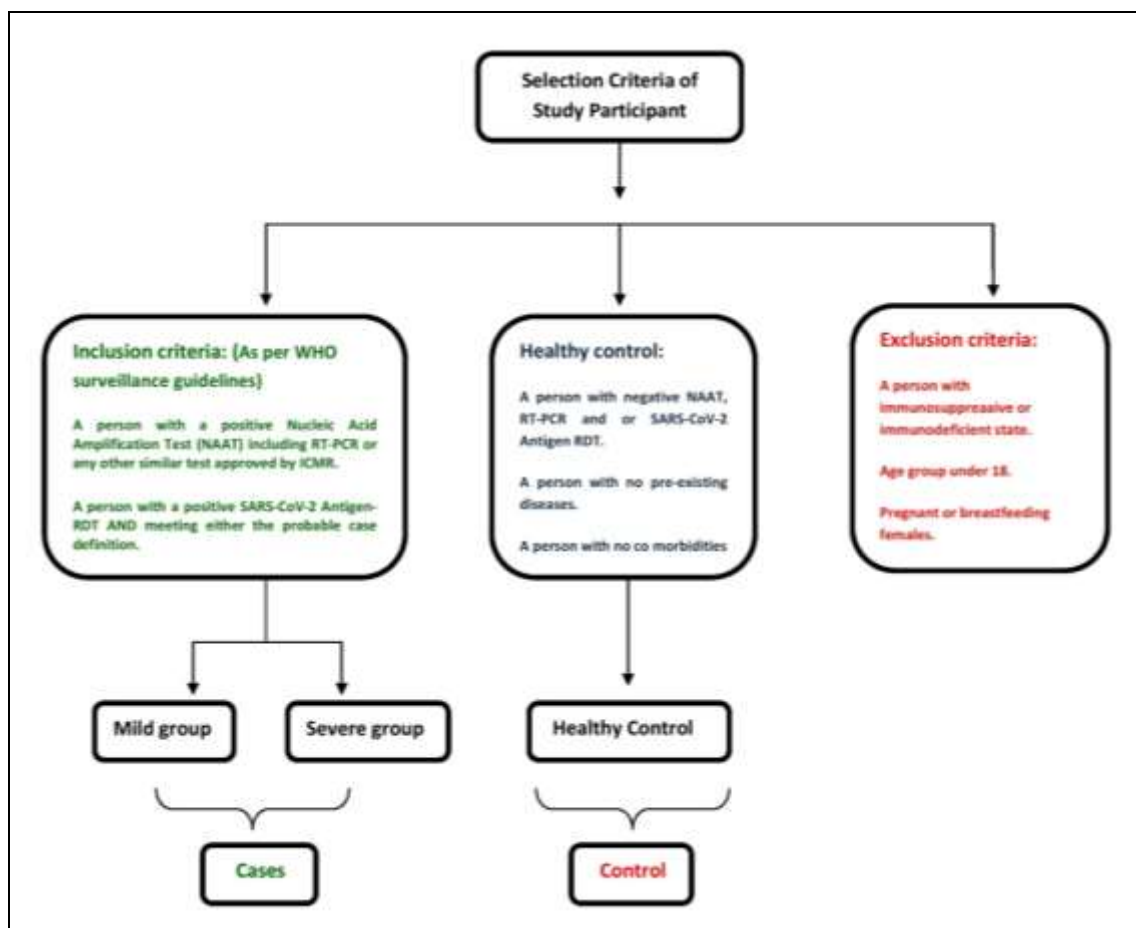 Selection Criteria of
Study Participant
Inclusion criteria: (As per WHO
surveillance guidelines)
A person with a positive Nucleic Acid
Amplification Test (NAAT) including RT-PCR or
any other similar test approved by ICMR.
A person with a positive SARS-CoV-2 Antigen-
RDT AND meeting either the probable case
definition.
Healthy control:
A person with negative NAAT,
RT-PCR and or SARS-CoV-2
Antigen RDT.
A person with no pre-existing
diseases.
A person with no co morbidities
Exclusion criteria:
A person with
immunosuppreaaive or
immunodeficient state.
Age group under 18.
Pregnant or breastfeeding
females.
Mild group
Severe group
Healthy Control
Cases
Control